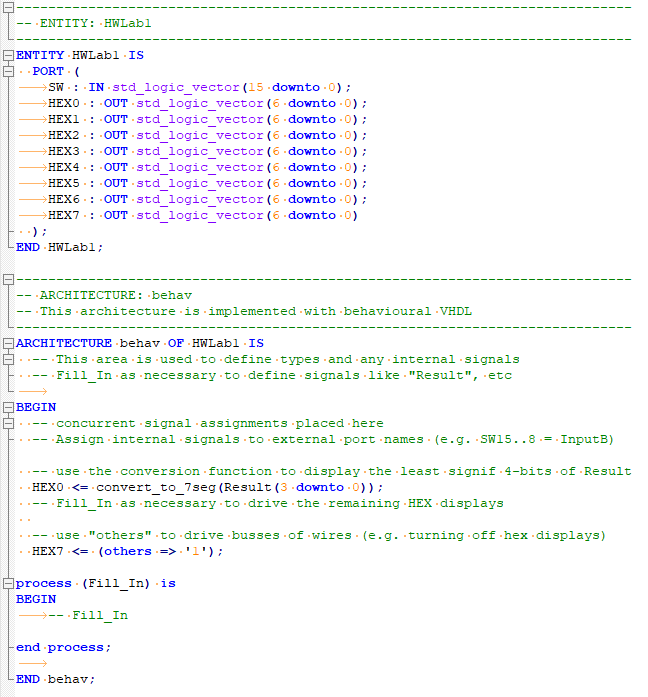 -----------------------------------------------------------------------------
-- ENTITY: HWLab1
-----------------------------------------------------------------------------
ENTITY HWLab1 IS
  PORT (
	SW : IN std_logic_vector(15 downto 0);
	HEX0 : OUT std_logic_vector(6 downto 0);
	HEX1 : OUT std_logic_vector(6 downto 0);
	HEX2 : OUT std_logic_vector(6 downto 0);
	HEX3 : OUT std_logic_vector(6 downto 0);
	HEX4 : OUT std_logic_vector(6 downto 0);
	HEX5 : OUT std_logic_vector(6 downto 0);
	HEX6 : OUT std_logic_vector(6 downto 0);
	HEX7 : OUT std_logic_vector(6 downto 0)
  );
END HWLab1;
-----------------------------------------------------------------------------
-- ARCHITECTURE: behav
-- This architecture is implemented with behavioural VHDL
-----------------------------------------------------------------------------
ARCHITECTURE behav OF HWLab1 IS
  -- This area is used to define types and any internal signals
  -- Fill_In as necessary to define signals like "Result", etc
BEGIN
  -- concurrent signal assignments placed here
  -- Assign internal signals to external port names (e.g. SW15..8 = InputB)
  -- use the conversion function to display the least signif 4-bits of Result
  HEX0 <= convert_to_7seg(Result(3 downto 0));
  -- Fill_In as necessary to drive the remaining HEX displays
  -- use "others" to drive busses of wires (e.g. turning off hex displays)
  HEX7 <= (others => '1');
process (Fill_In) is
BEGIN
	-- Fill_In
end process;
END behav;